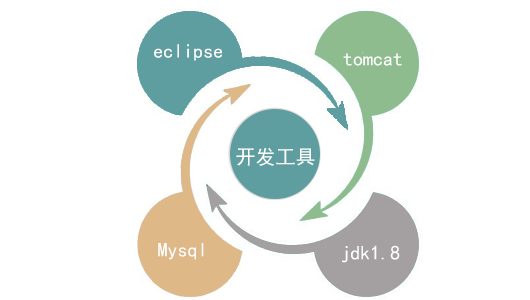 eclipse
tomcat
开发工具
Mysql
jdk1.8